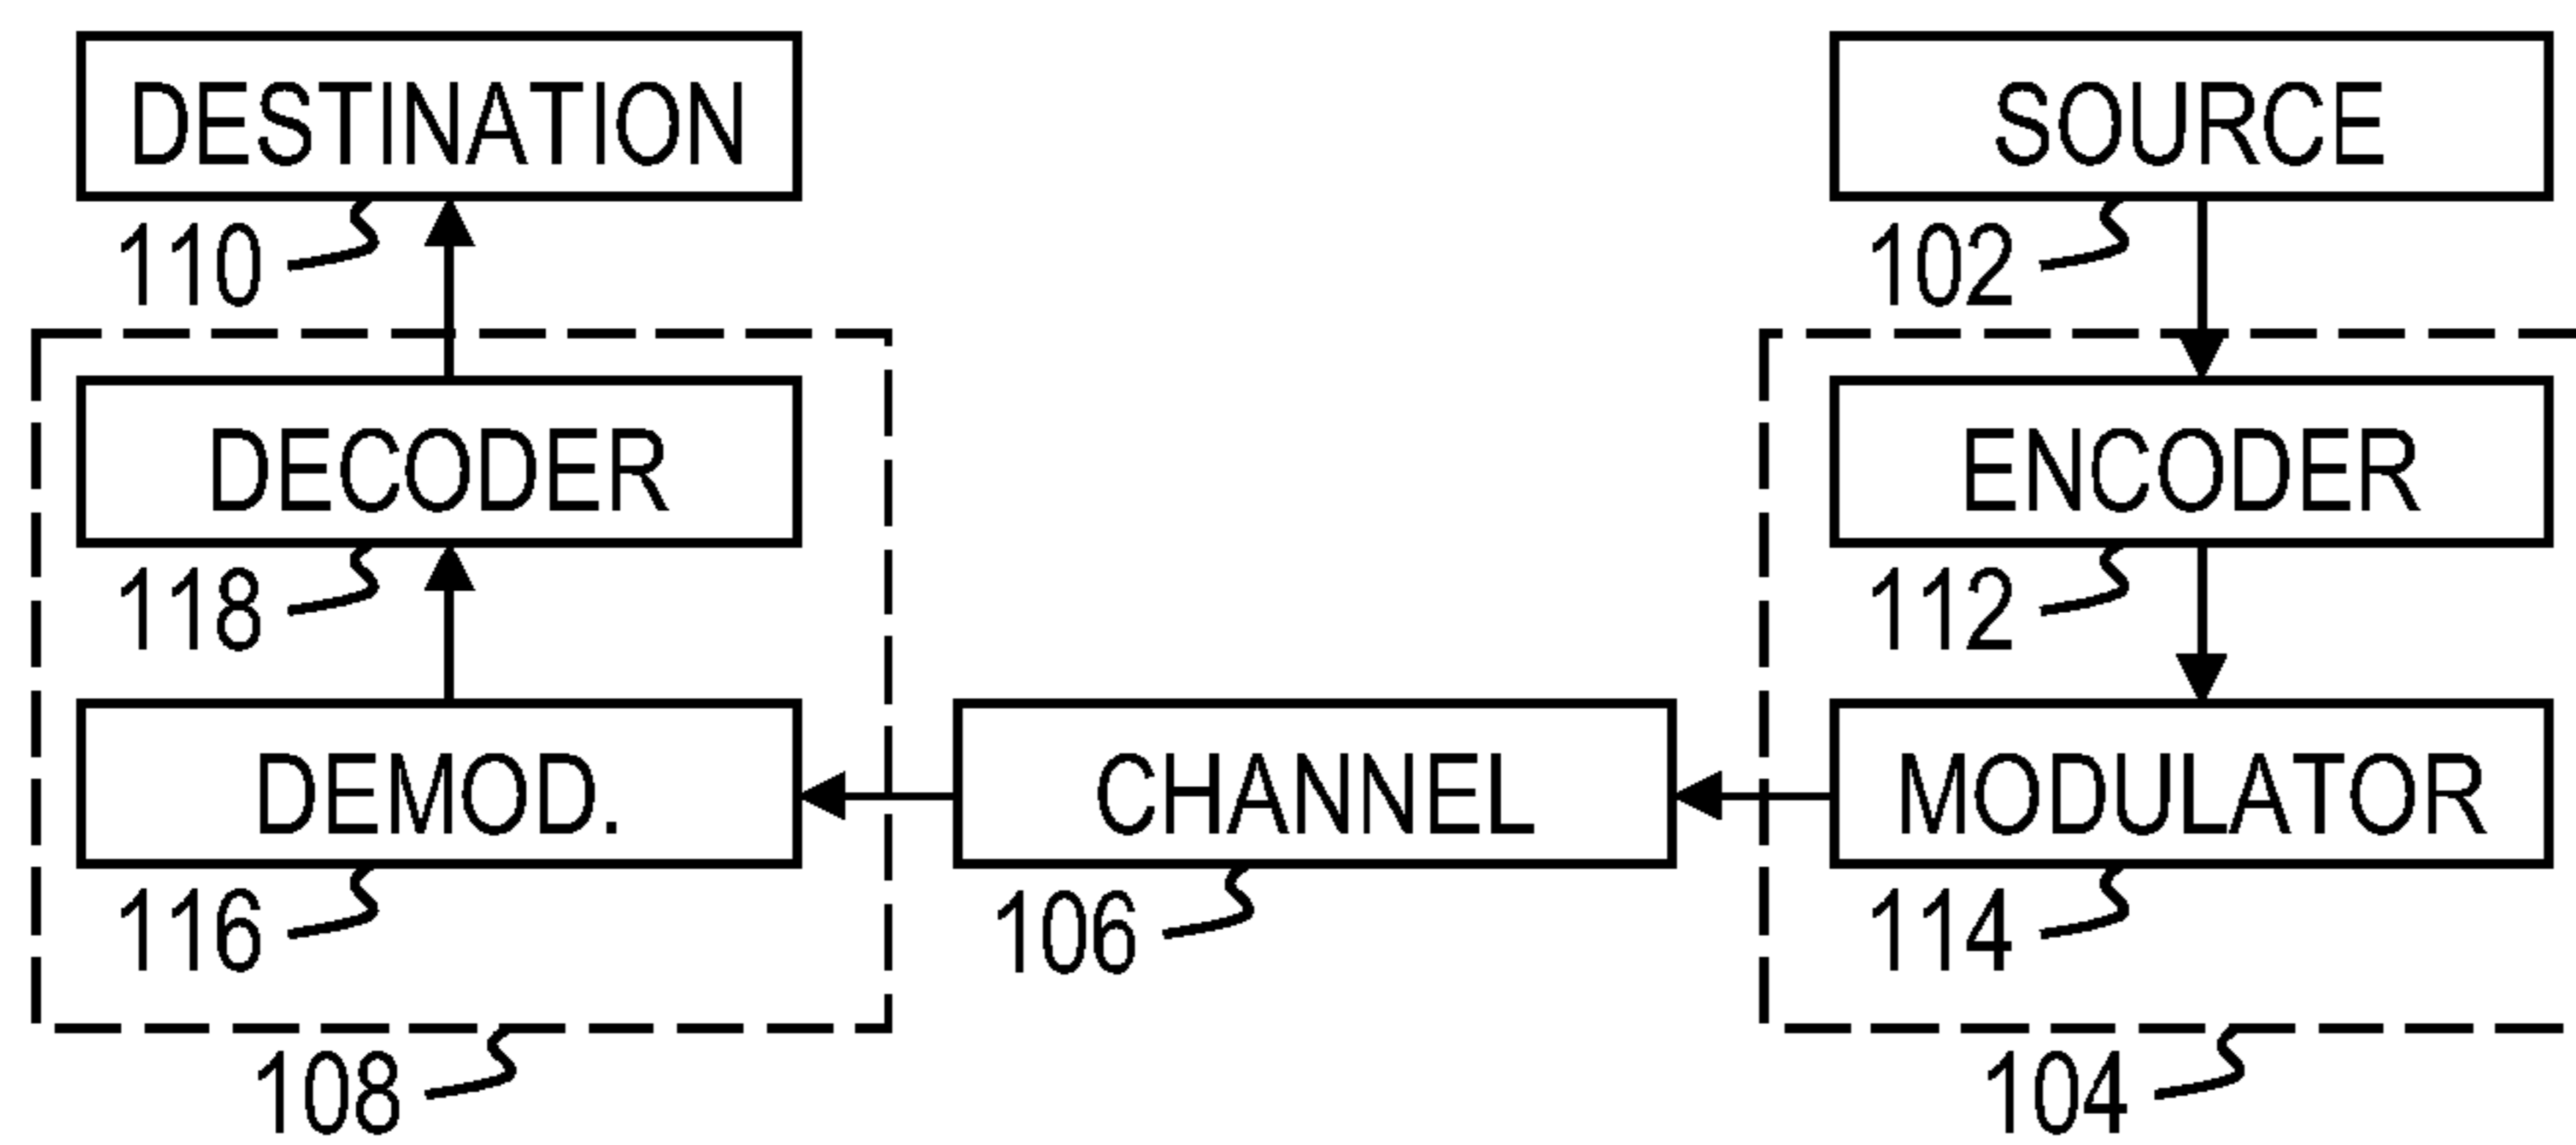 DESTINATION
SOURCE
110
102
DECODER
ENCODER
118
112
DEMOD.
CHANNEL
MODULATOR
116
106
114
108
104